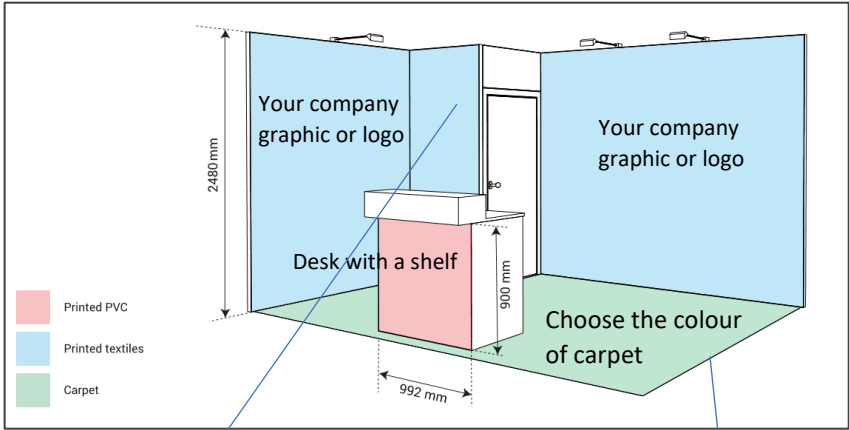 Your company
graphic or logo
Your company
graphic or logo
2480 mm
Desk with a shelf
900 mm
Printed PVC
Printed textiles
Choose the colour
of carpet
Carpet
992 mm